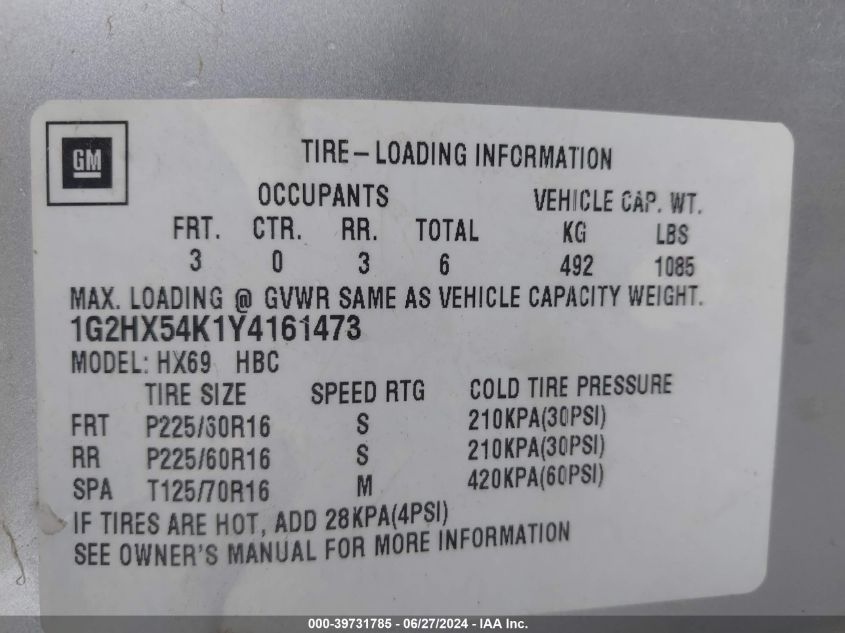 GM
TIRE-LOADING INFORMATION
OCCUPANTS VEHICLE CAP. WT.
FRT. CTR. RR. TOTAL KG LBS
3 0 3 6 492 1085
MAX. LOADING @ GVWR SAME AS VEHICLE CAPACITY WEIGHT.
1G2HX54K1Y4161473
MODEL: HX69 HBC
TIRE SIZE SPEED RTG COLD TIRE PRESSURE
FRT P225/60R16 S 210KPA(30PSI)
RR P225/60R16 S 210KPA(30PSI)
SPA T125/70R16 M 420KPA(60PSI)
IF TIRES ARE HOT, ADD 28KPA(4PSI)
SEE OWNER'S MANUAL FOR MORE INFORMATION
000-39731785 - 06/27/2024 - IAA Inc.